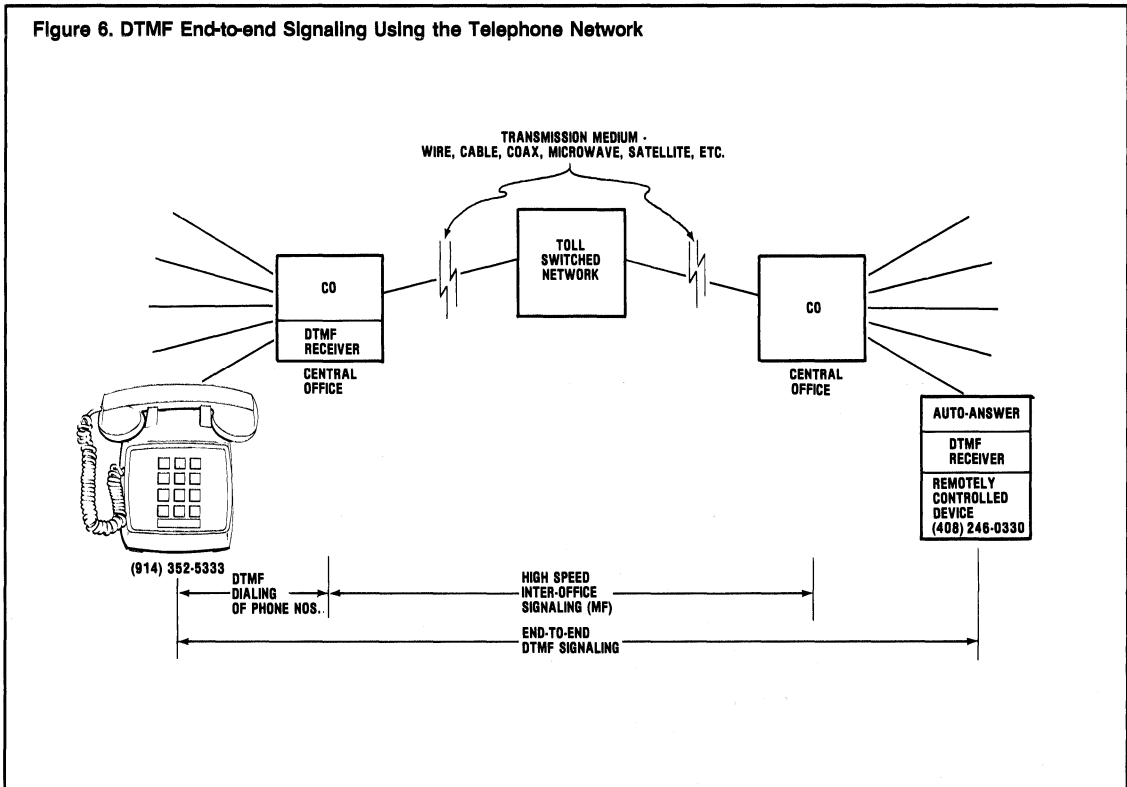 Figure 6. DTMF End-to-end Signaling Using the Telephone Network
TRANSMISSION MEDIUM -
WIRE, CABLE, COAX, MICROWAVE, SATELLITE, ETC.
TOLL
SWITCHED
NETWORK
CO
DTMF
RECEIVER
CENTRAL
OFFICE
CO
CENTRAL
OFFICE
AUTO-ANSWER
DTMF
RECEIVER
REMOTELY
CONTROLLED
DEVICE
(408) 246-0330
(914) 352-5333
DTMF
DIALING
OF PHONE NOS..
HIGH SPEED
INTER-OFFICE
SIGNALING (MF)
END-TO-END
DTMF SIGNALING